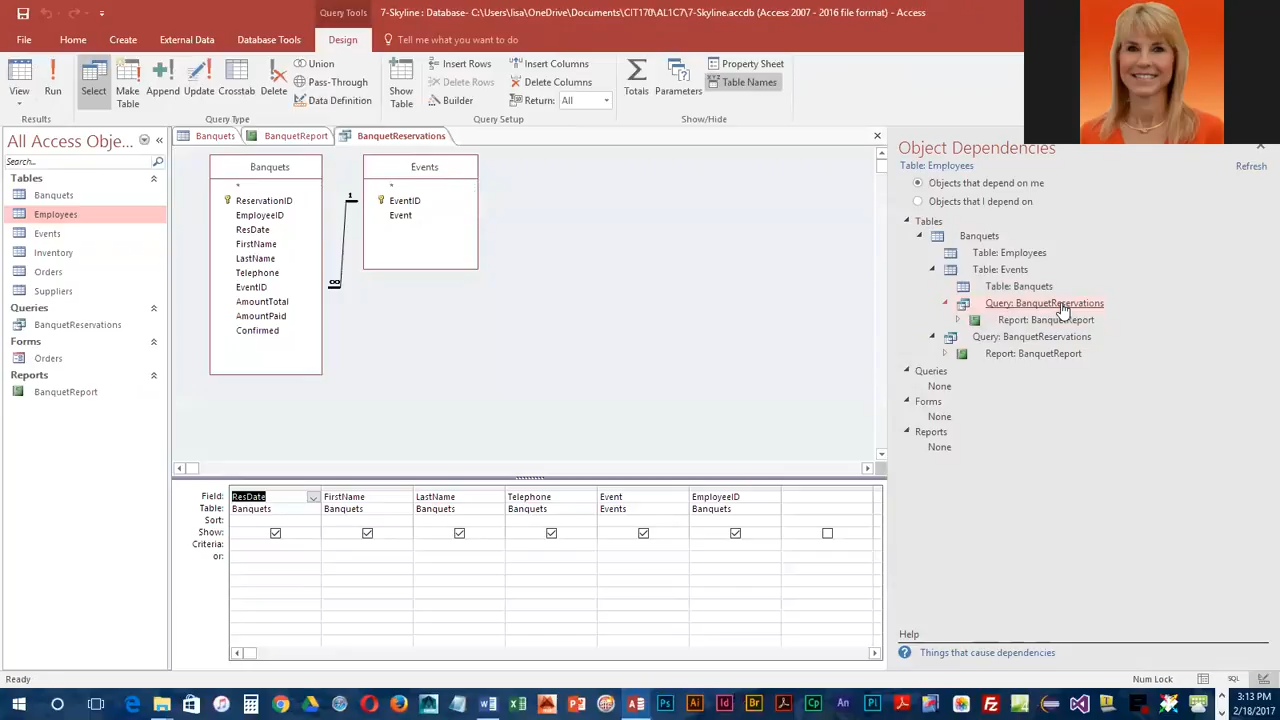 7-Skyline : Database- C:\Users\lisa\OneDrive\Documents\CIT170\AL1C7\7-Skyline.accdb (Access 2007 - 2016 file format) - Access
Query Tools
File Home Create External Data Database Tools Design Tell me what you want to do
View
Run
Results
Select
Make Table
Append
Update
Crosstab
Delete
Union
Pass-Through
Data Definition
Query Type
Show Table
Insert Rows
Delete Rows
Builder
Insert Columns
Delete Columns
Return: All
Query Setup
Totals
Parameters
Property Sheet
Table Names
Show/Hide
All Access Obje...
Search...
Tables
Banquets
Employees
Events
Inventory
Orders
Suppliers
Queries
BanquetReservations
Forms
Orders
Reports
BanquetReport
Banquets BanquetReport BanquetReservations
Banquets
*
ReservationID
EmployeeID
ResDate
FirstName
LastName
Telephone
EventID
AmountTotal
AmountPaid
Confirmed
1
∞
Events
*
EventID
Event
Field: ResDate FirstName LastName Telephone Event EmployeeID
Table: Banquets Banquets Banquets Banquets Events Banquets
Sort:
Show:
Criteria:
or:
Object Dependencies
Table: Employees
Refresh
Objects that depend on me
Objects that I depend on
Tables
Banquets
Table: Employees
Table: Events
Table: Banquets
Query: BanquetReservations
Report: BanquetReport
Query: BanquetReservations
Report: BanquetReport
Queries
None
Forms
None
Reports
None
Help
Things that cause dependencies
Ready
Num Lock
SQL
3:13 PM
2/18/2017